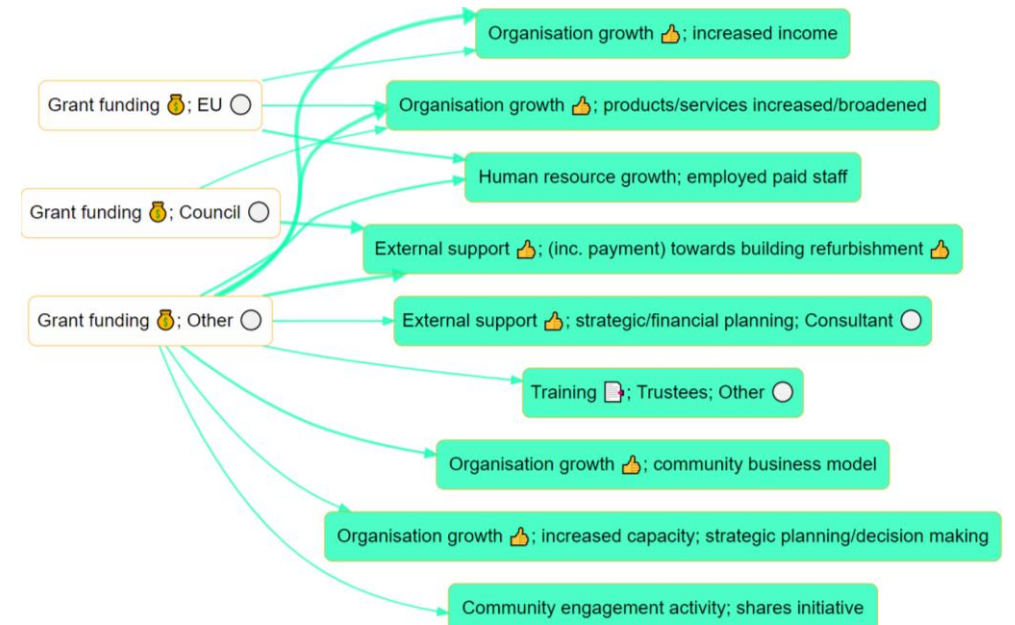 Organisation growth 👍; increased income
Grant funding 💰; EU ⚪
Organisation growth 👍; products/services increased/broadened
Human resource growth; employed paid staff
Grant funding 💰; Council ⚪
External support 👍; (inc. payment) towards building refurbishment 👍
Grant funding 💰; Other ⚪
External support 👍; strategic/financial planning; Consultant ⚪
Training 📑; Trustees; Other ⚪
Organisation growth 👍; community business model
Organisation growth 👍; increased capacity; strategic planning/decision making
Community engagement activity; shares initiative